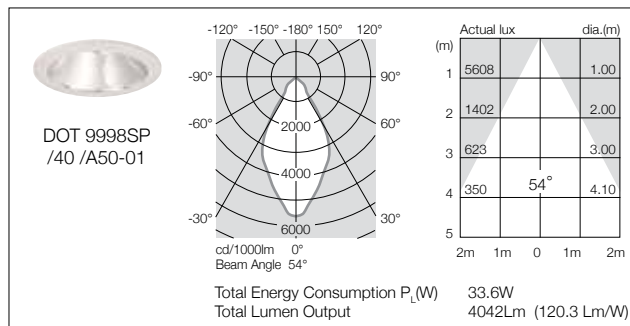 DOT 9998SP
/40 /A50-01
-120° -150° -180° 150° 120°
-90° 90°
-60° 60°
-30° 30°
2000
4000
6000
cd/1000lm 0°
Beam Angle 54°
Actual lux dia.(m)
(m)
1 5608 1.00
2 1402 2.00
3 623 3.00
4 350 54° 4.10
5
2m 1m 0 1m 2m
Total Energy Consumption P_L(W) 33.6W
Total Lumen Output 4042Lm (120.3 Lm/W)